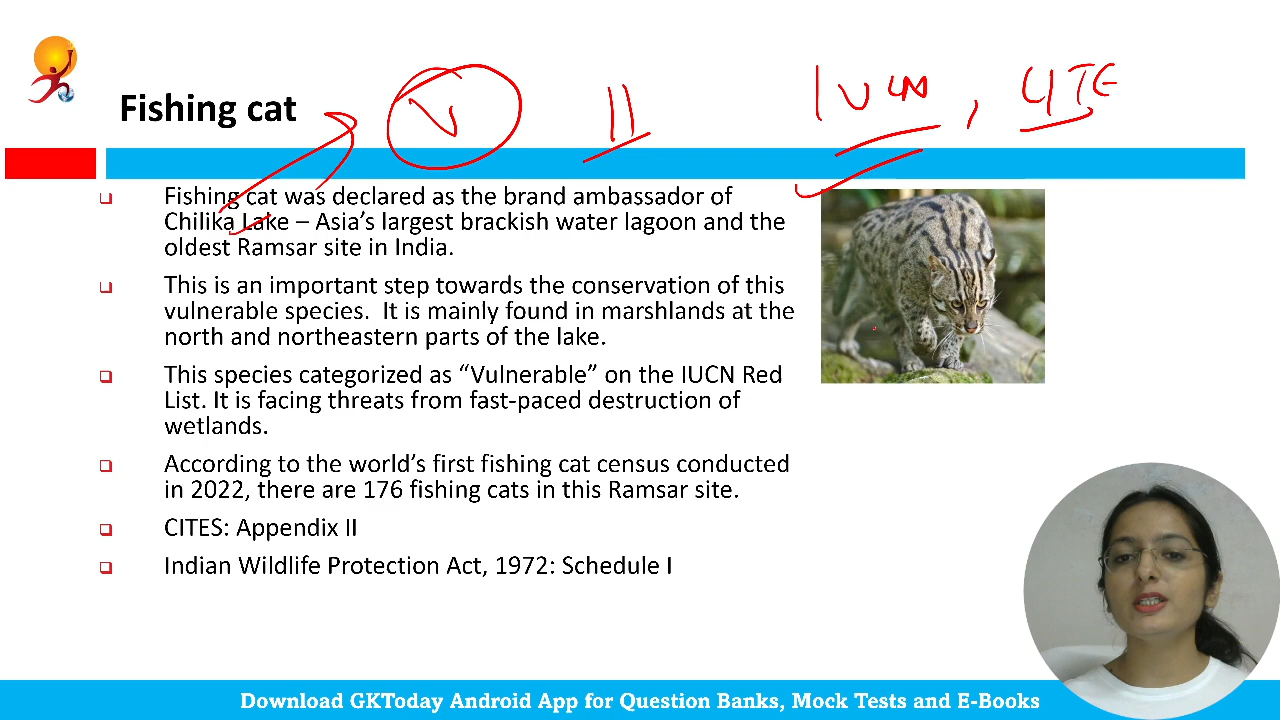 Fishing cat
V
II
IUCN, CITE
Fishing cat was declared as the brand ambassador of
Chilika Lake – Asia’s largest brackish water lagoon and the
oldest Ramsar site in India.
This is an important step towards the conservation of this
vulnerable species.  It is mainly found in marshlands at the
north and northeastern parts of the lake.
This species categorized as “Vulnerable” on the IUCN Red
List. It is facing threats from fast-paced destruction of
wetlands.
According to the world’s first fishing cat census conducted
in 2022, there are 176 fishing cats in this Ramsar site.
CITES: Appendix II
Indian Wildlife Protection Act, 1972: Schedule I
Download GKToday Android App for Question Banks, Mock Tests and E-Books